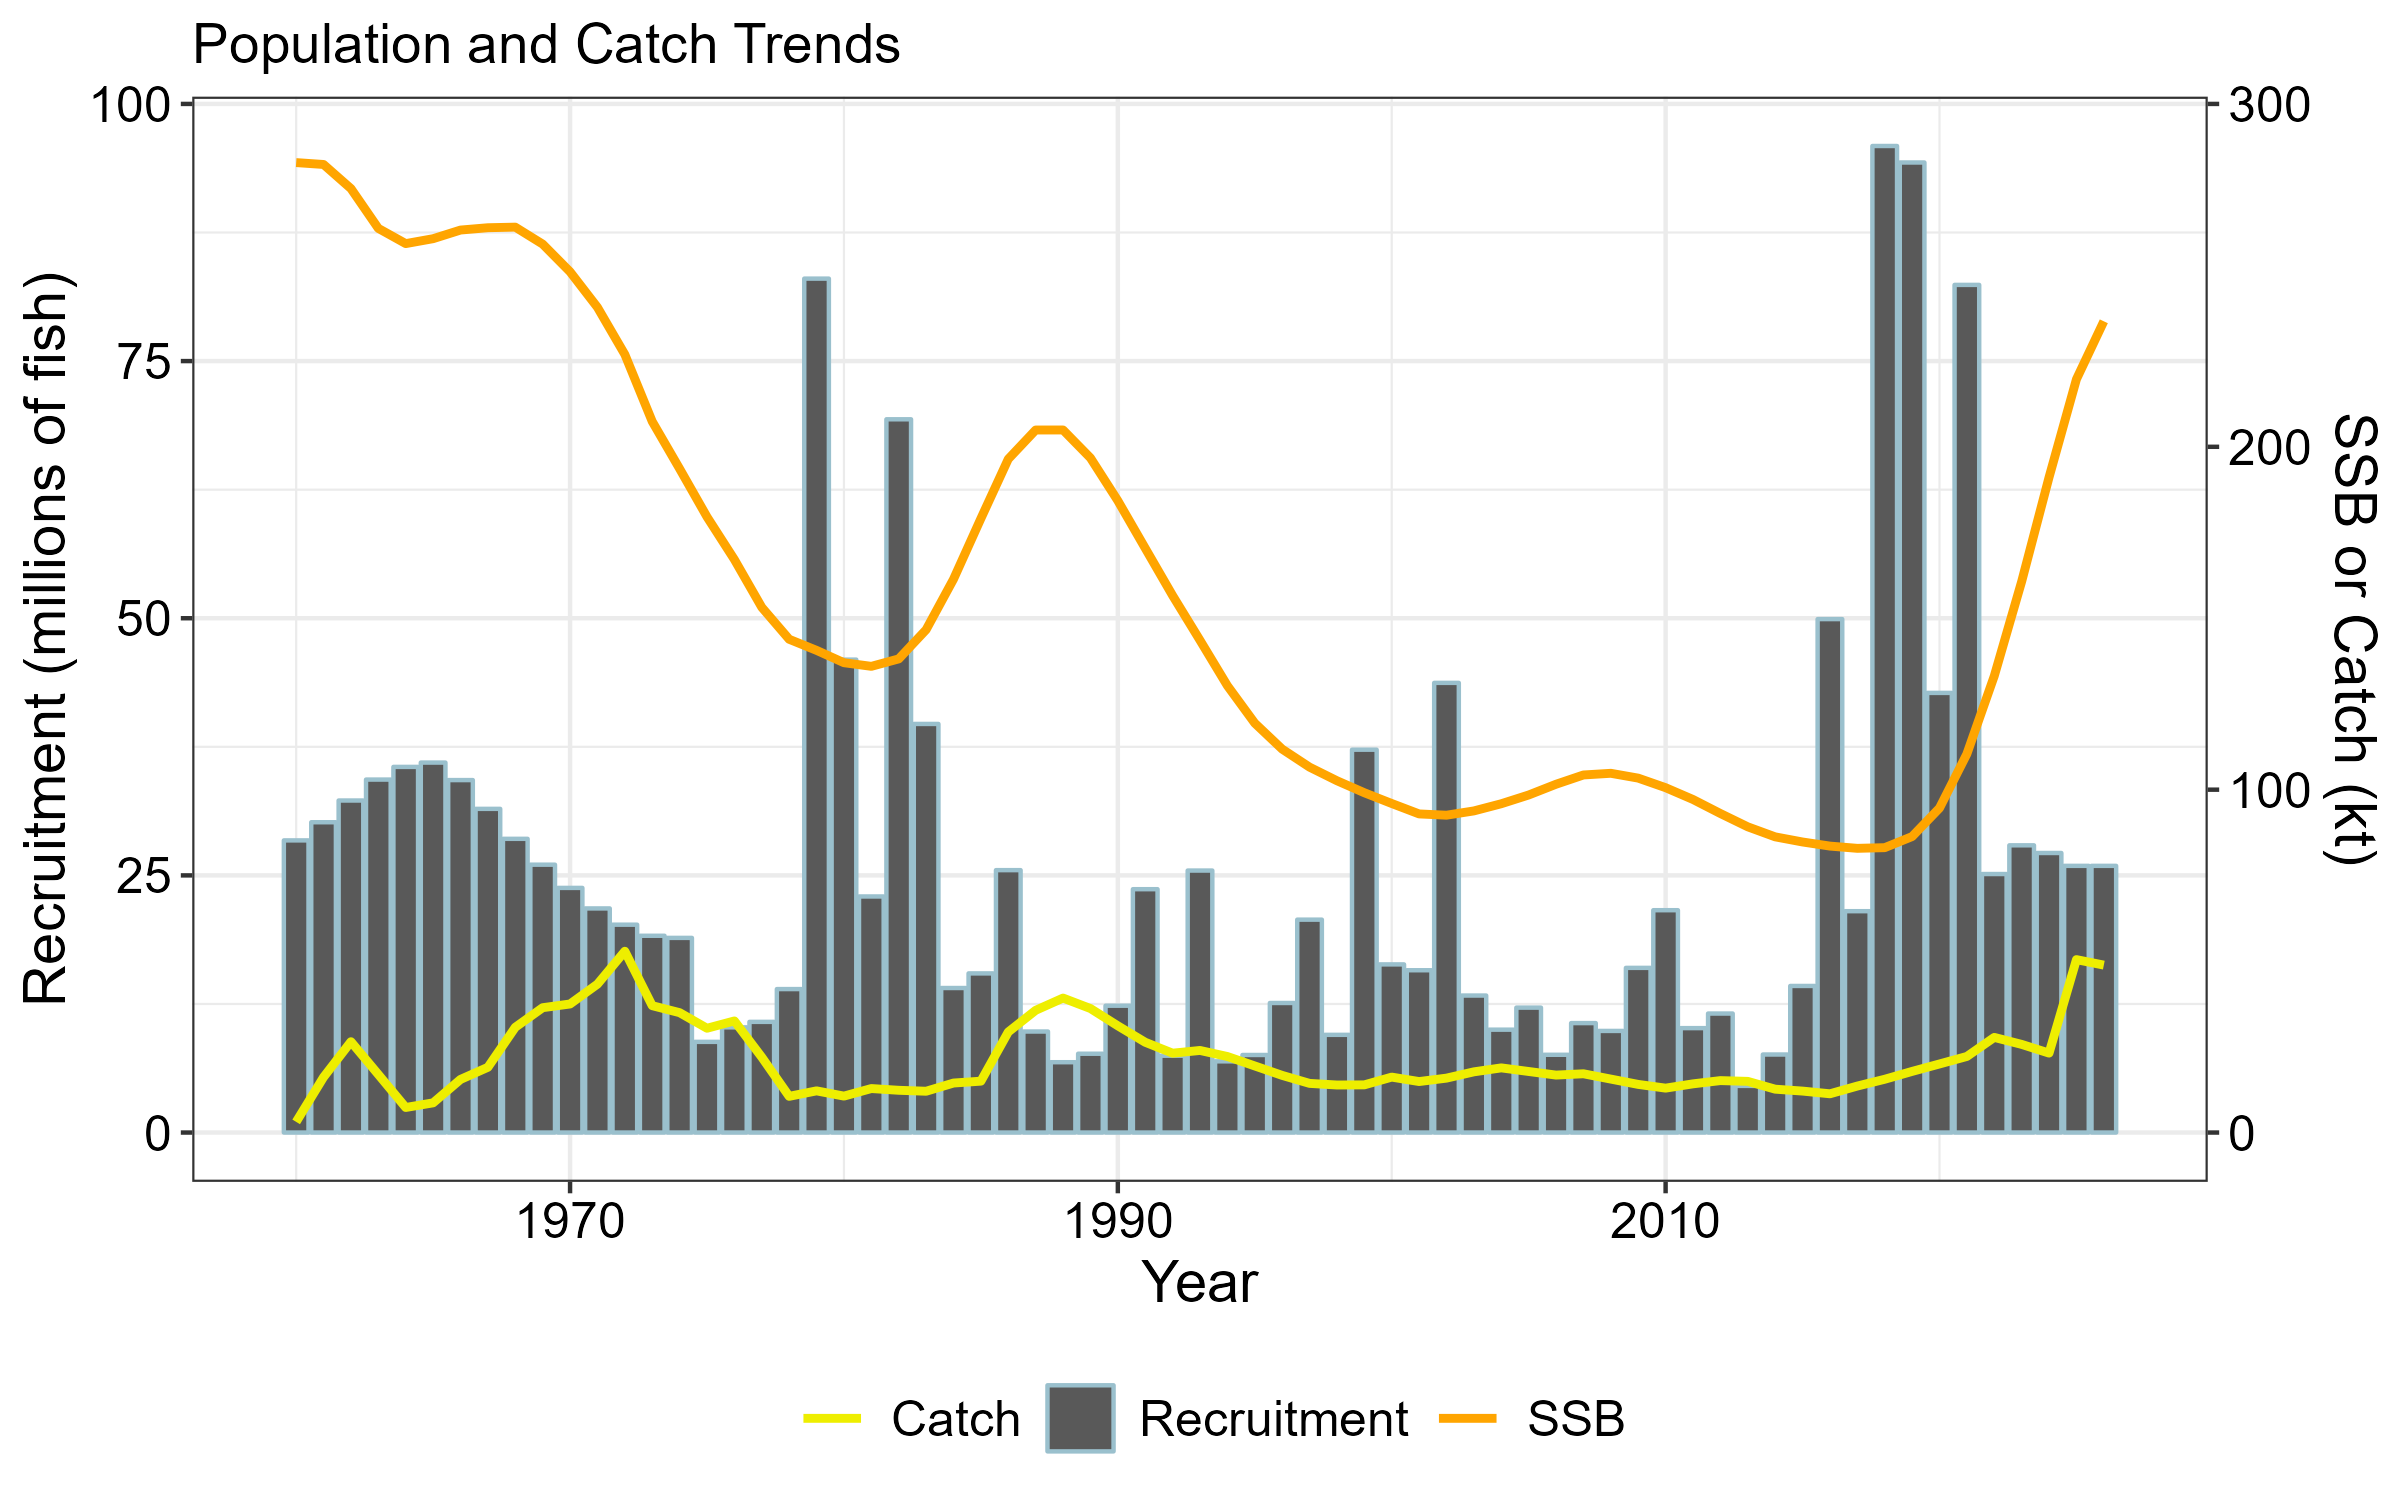 Population and Catch Trends
100
75
50
25
0
Recruitment (millions of fish)
300
200
100
0
SSB or Catch (kt)
1970
1990
2010
Year
Catch
Recruitment
SSB